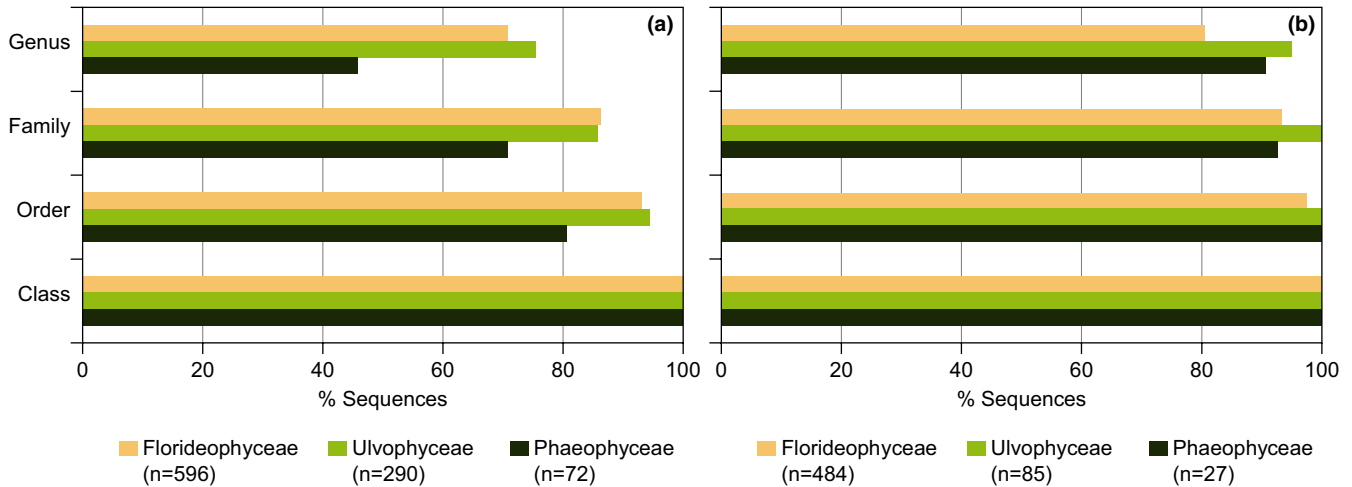 (a)
Genus
Family
Order
Class
0 20 40 60 80 100
% Sequences
Florideophyceae (n=596)
Ulvophyceae (n=290)
Phaeophyceae (n=72)
(b)
0 20 40 60 80 100
% Sequences
Florideophyceae (n=484)
Ulvophyceae (n=85)
Phaeophyceae (n=27)